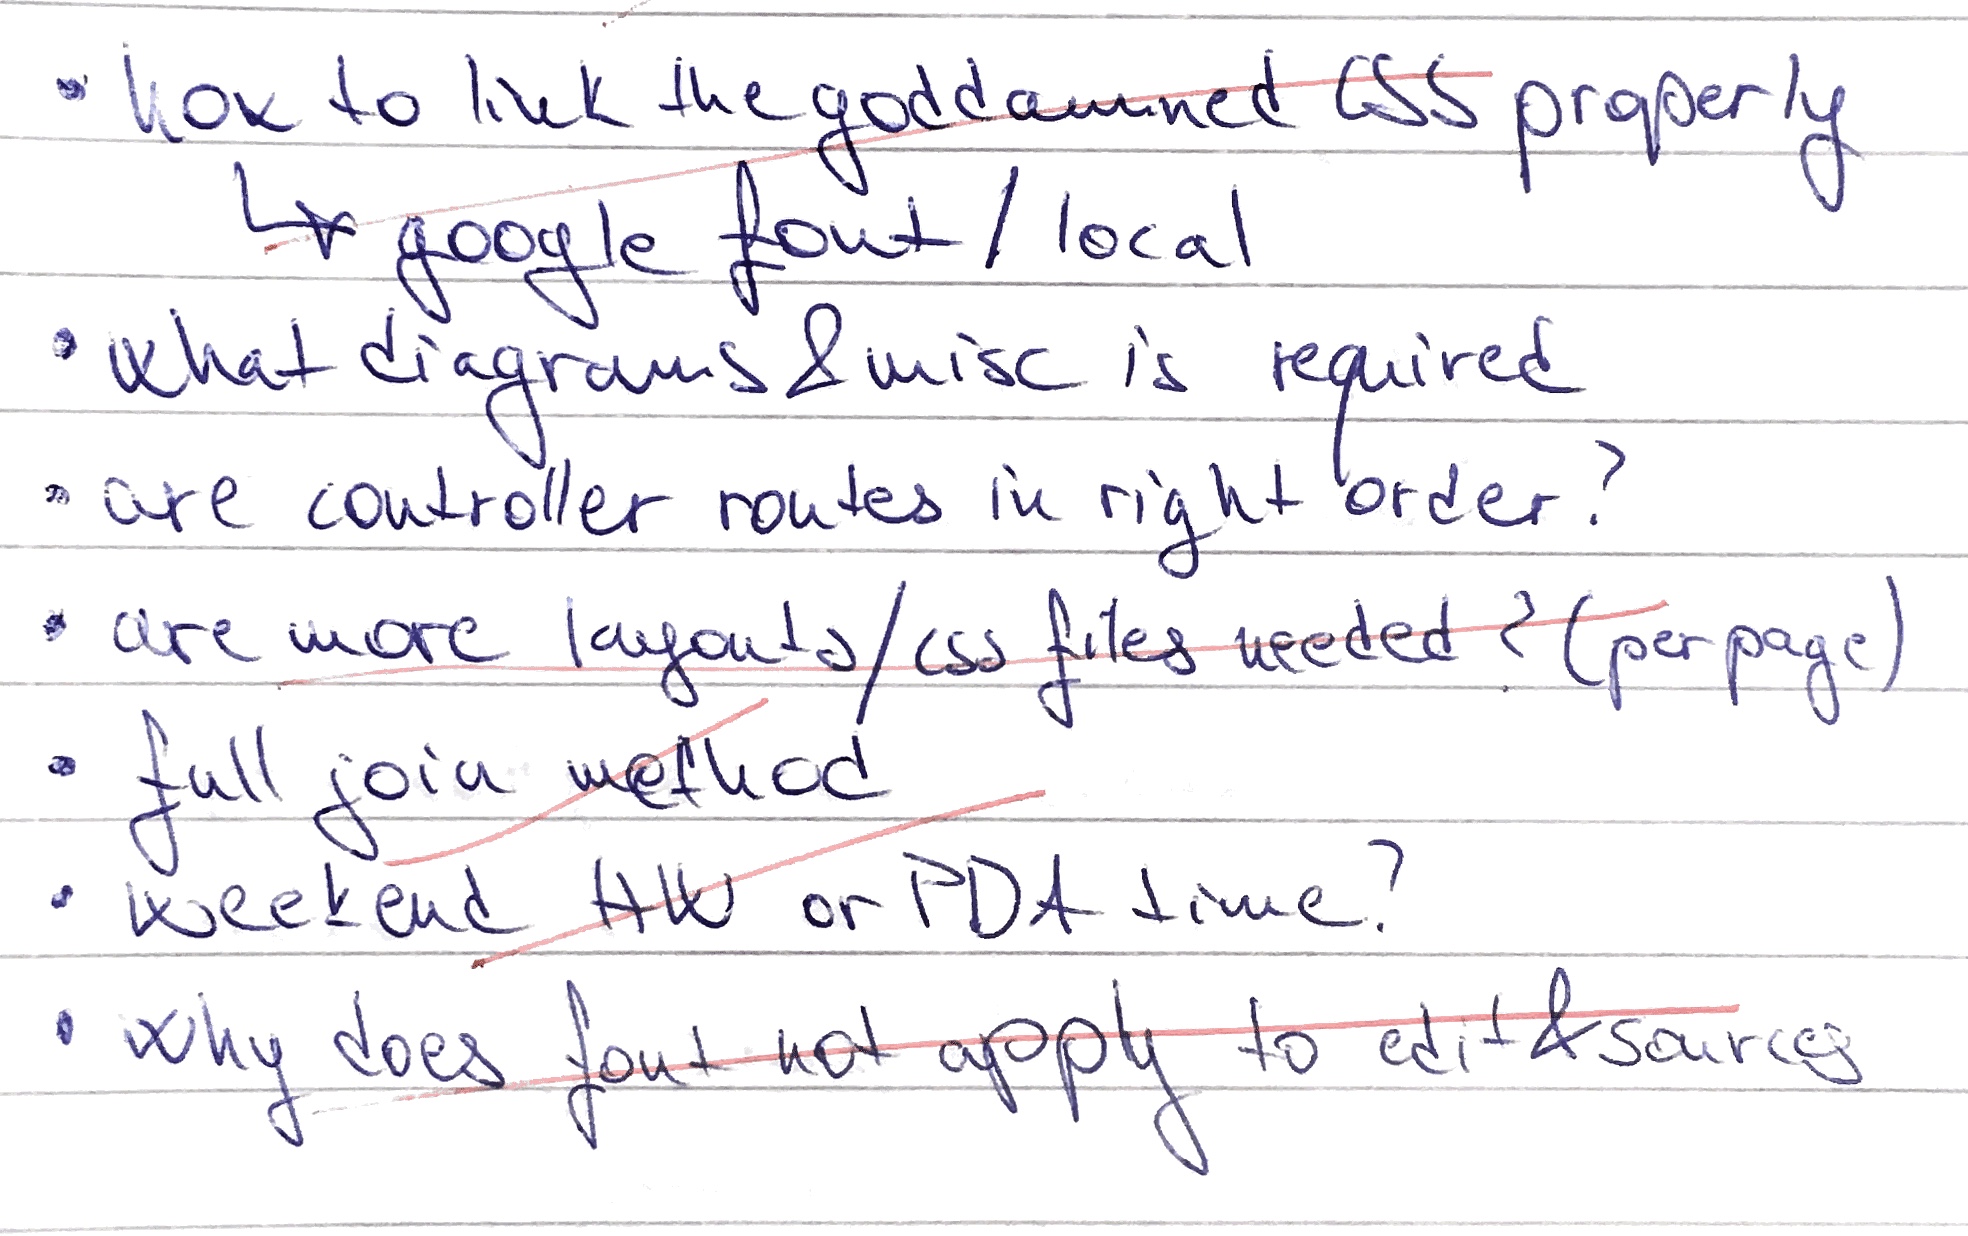 • how to link the goddamned CSS properly
↳ google font / local
• what diagrams & misc is required
• are controller routes in right order?
• are more layouts/css files needed? (per page)
• full join method
• weekend HW or PDA time?
• why does font not apply to edit & sources